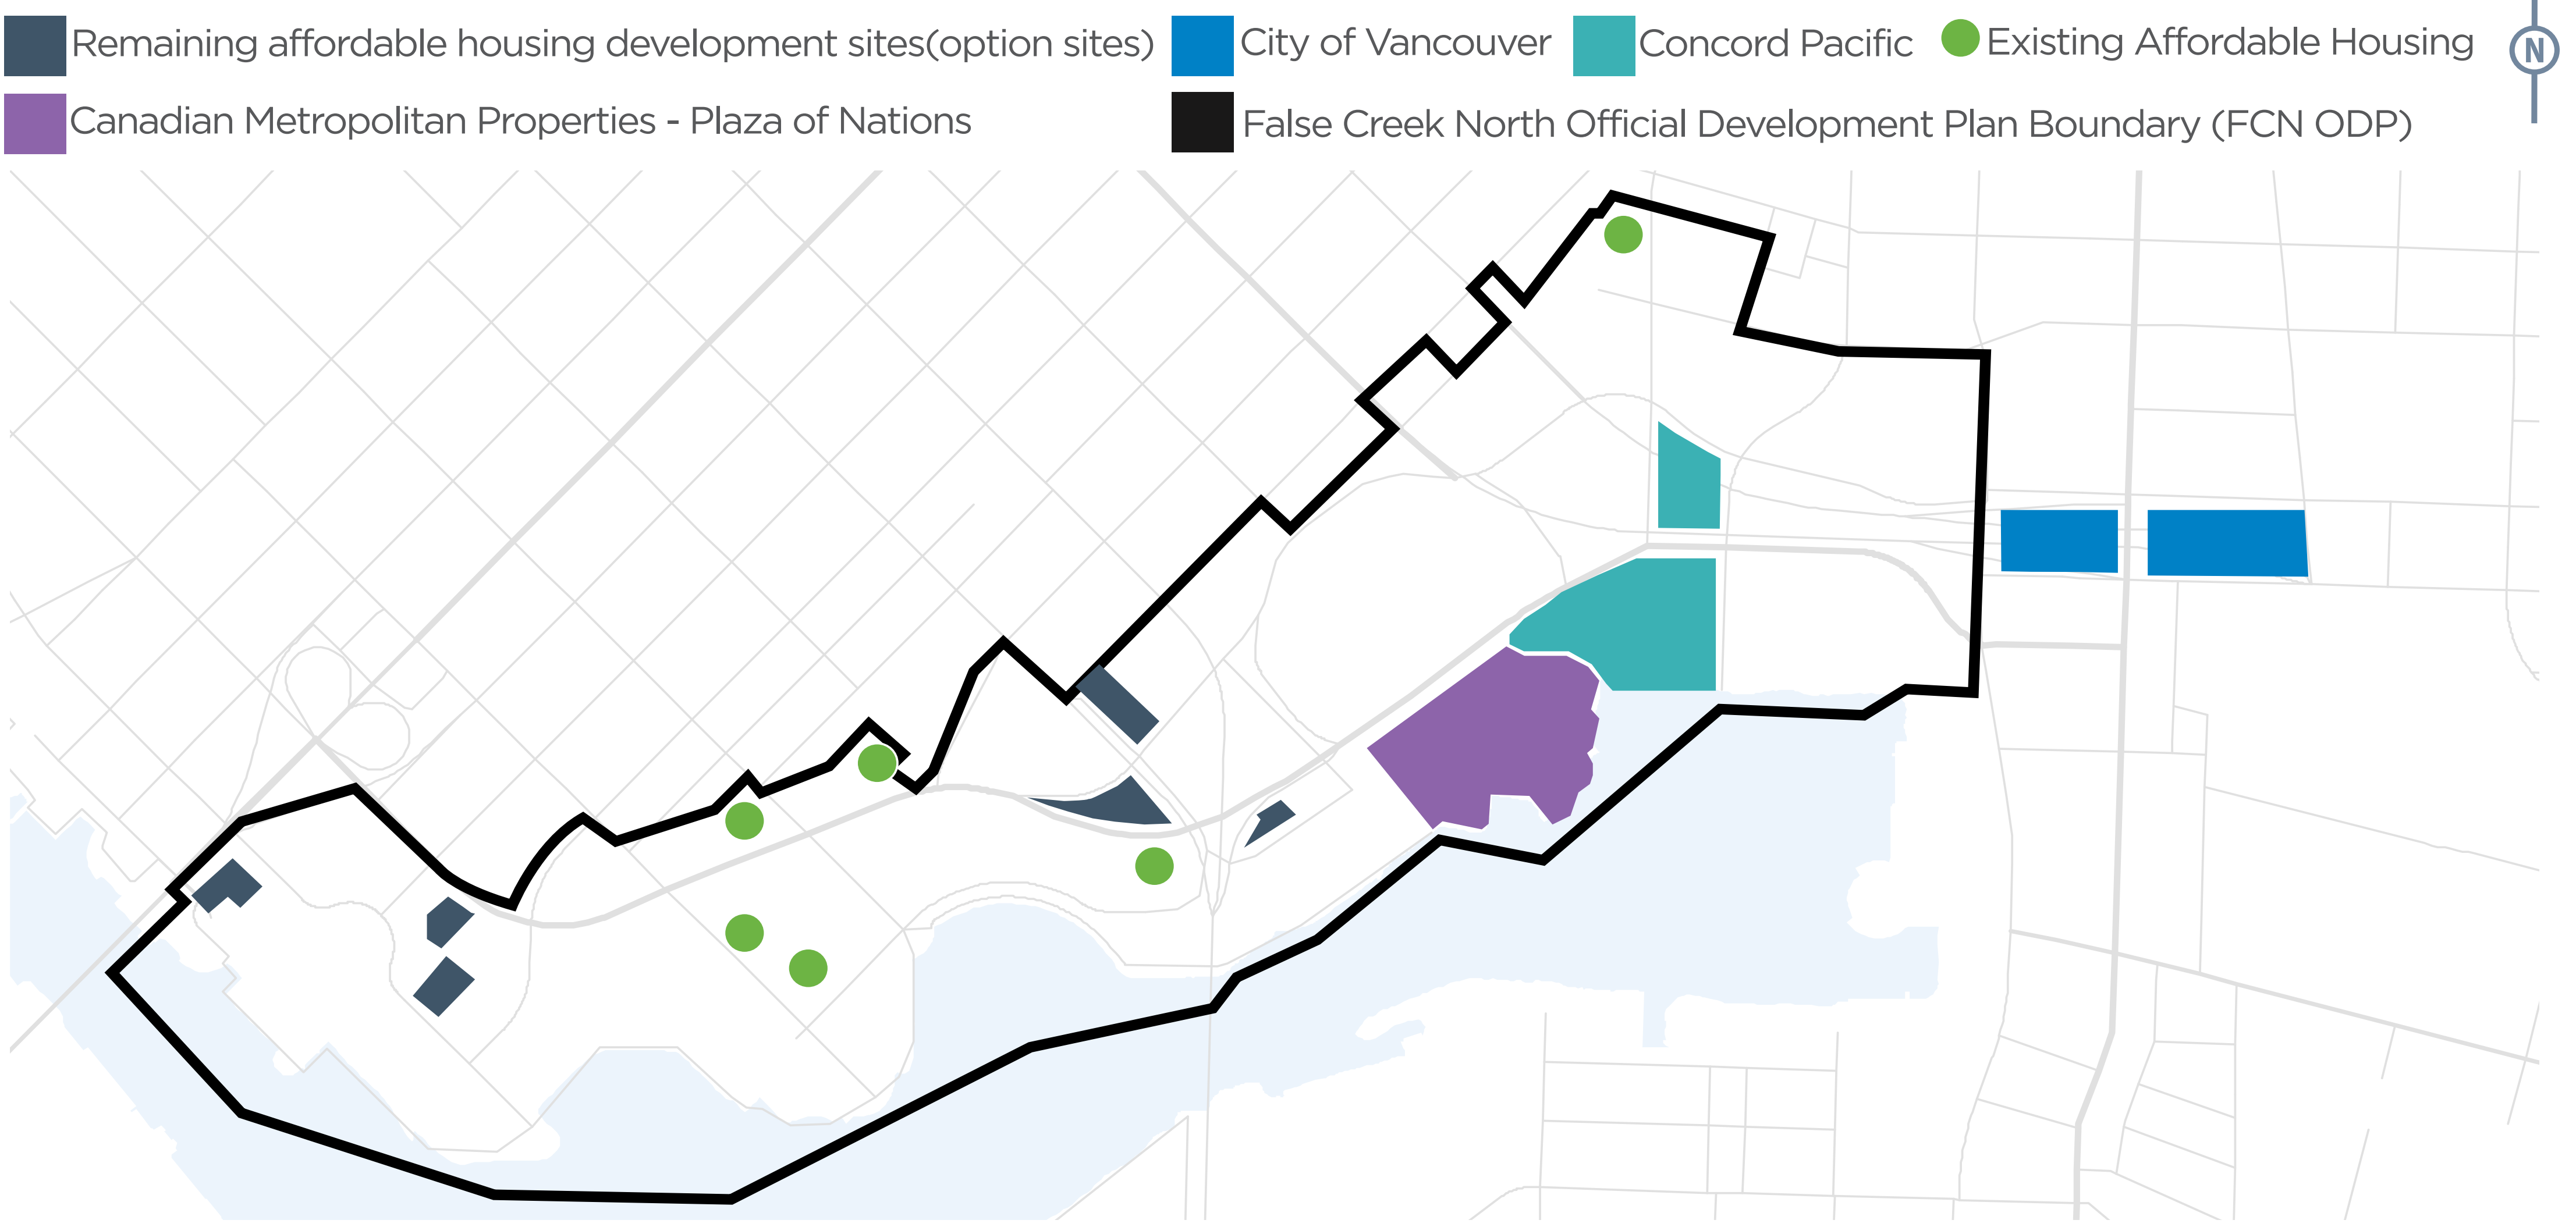 Remaining affordable housing development sites(option sites) City of Vancouver Concord Pacific Existing Affordable Housing N
Canadian Metropolitan Properties - Plaza of Nations False Creek North Official Development Plan Boundary (FCN ODP)